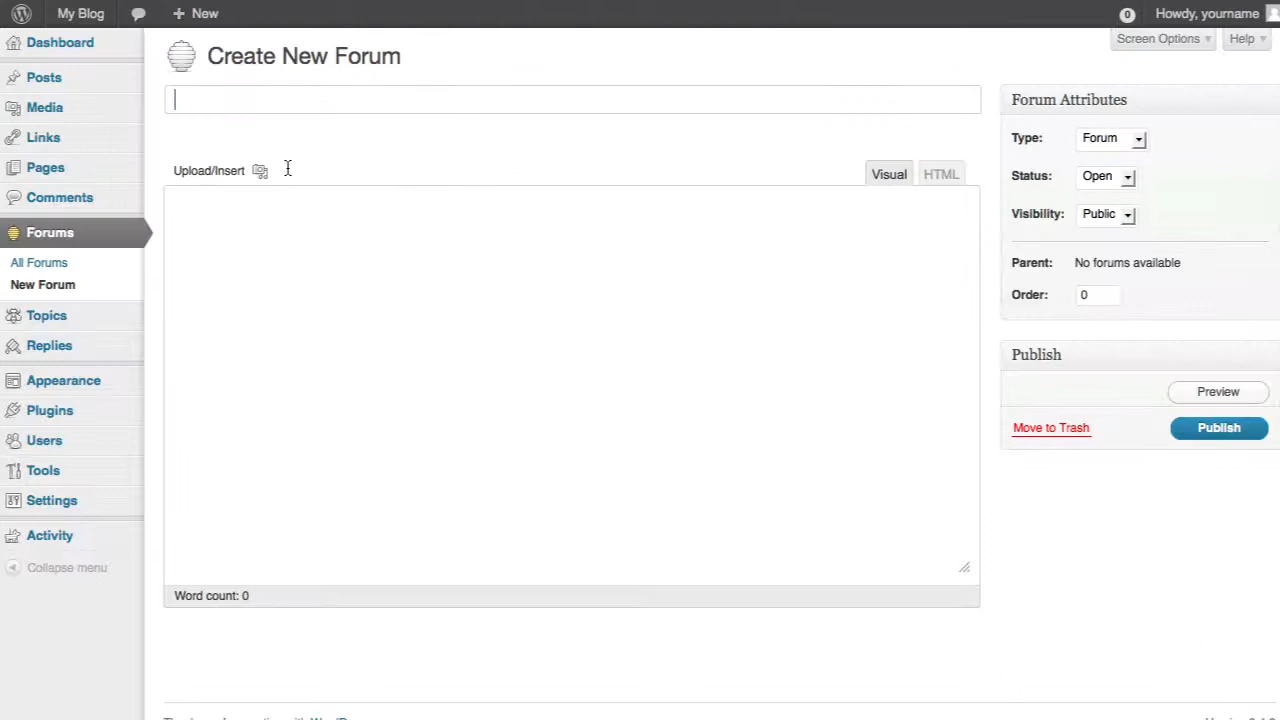 My Blog
New
0
Howdy, yourname
Screen Options
Help
Dashboard
Posts
Media
Links
Pages
Comments
Forums
All Forums
New Forum
Topics
Replies
Appearance
Plugins
Users
Tools
Settings
Activity
Collapse menu
Create New Forum
Upload/Insert
Visual
HTML
Word count: 0
Forum Attributes
Type: Forum
Status: Open
Visibility: Public
Parent: No forums available
Order: 0
Publish
Preview
Move to Trash
Publish